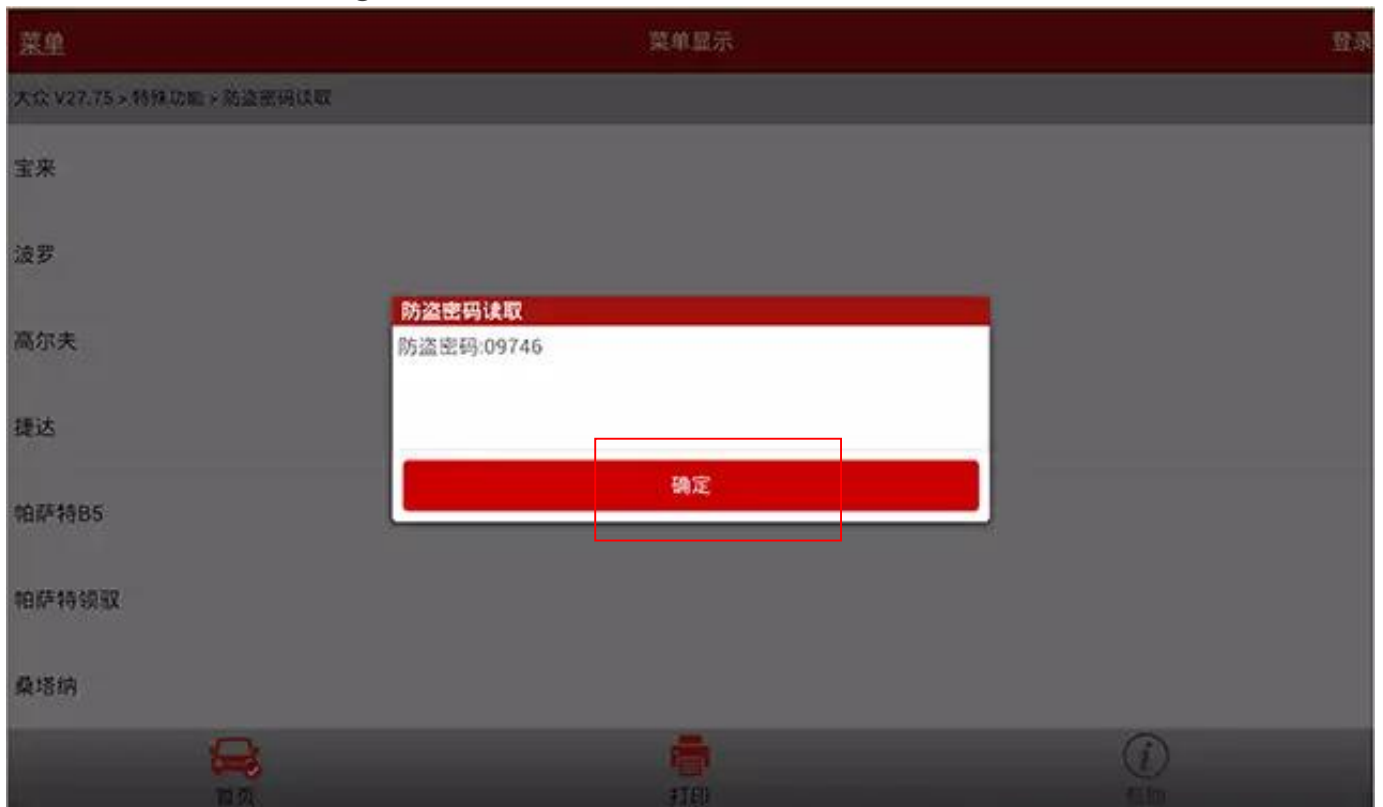 菜单 菜单显示 登录
大众 V27.75 > 特殊功能 > 防盗密码读取
宝来
波罗
高尔夫
捷达
帕萨特B5
帕萨特领驭
桑塔纳
防盗密码读取
防盗密码:09746
确定
首页 打印 帮助